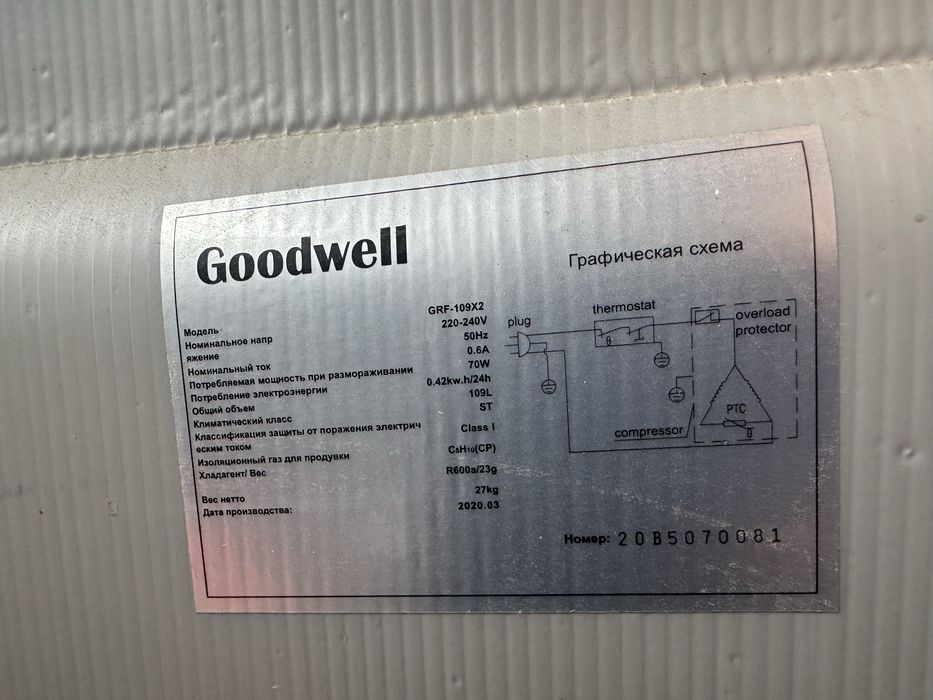 Goodwell
Графическая схема
Модель
Номинальное напр
яжение
Номинальный ток
Потребляемая мощность при размораживании
Потребление электроэнергии
Общий объем
Климатический класс
Классификация защиты от поражения электрич
еским током
Изоляционный газ для продувки
Хладагент/ Вес
Вес нетто
Дата производства:
GRF-109X2
220-240V
50Hz
0.6A
70W
0.42kw.h/24h
109L
ST
Class I
C₅H₁₀(CP)
R600a/23g
27kg
2020.03
plug
thermostat
θ
overload
protector
PTC
θ
compressor
Номер: 20B5070081